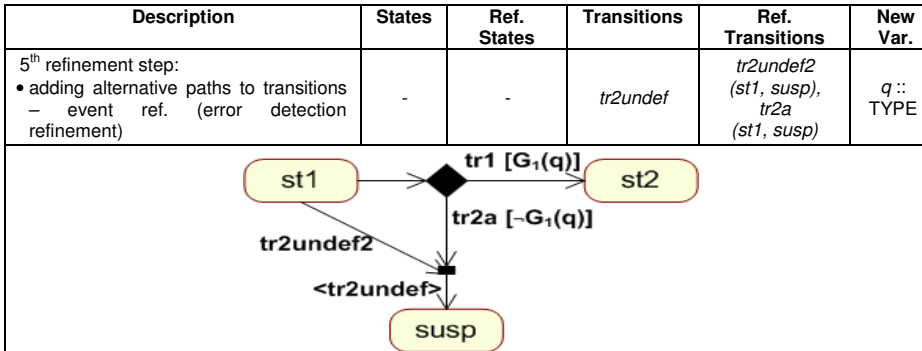 Description States Ref. States Transitions Ref. Transitions New Var.
5th refinement step:
• adding alternative paths to transitions
– event ref. (error detection
refinement)
- - tr2undef
tr2undef2
(st1, susp),
tr2a
(st1, susp)
q ::
TYPE
st1
tr1 [G₁(q)]
st2
tr2a [¬G₁(q)]
tr2undef2
<tr2undef>
susp